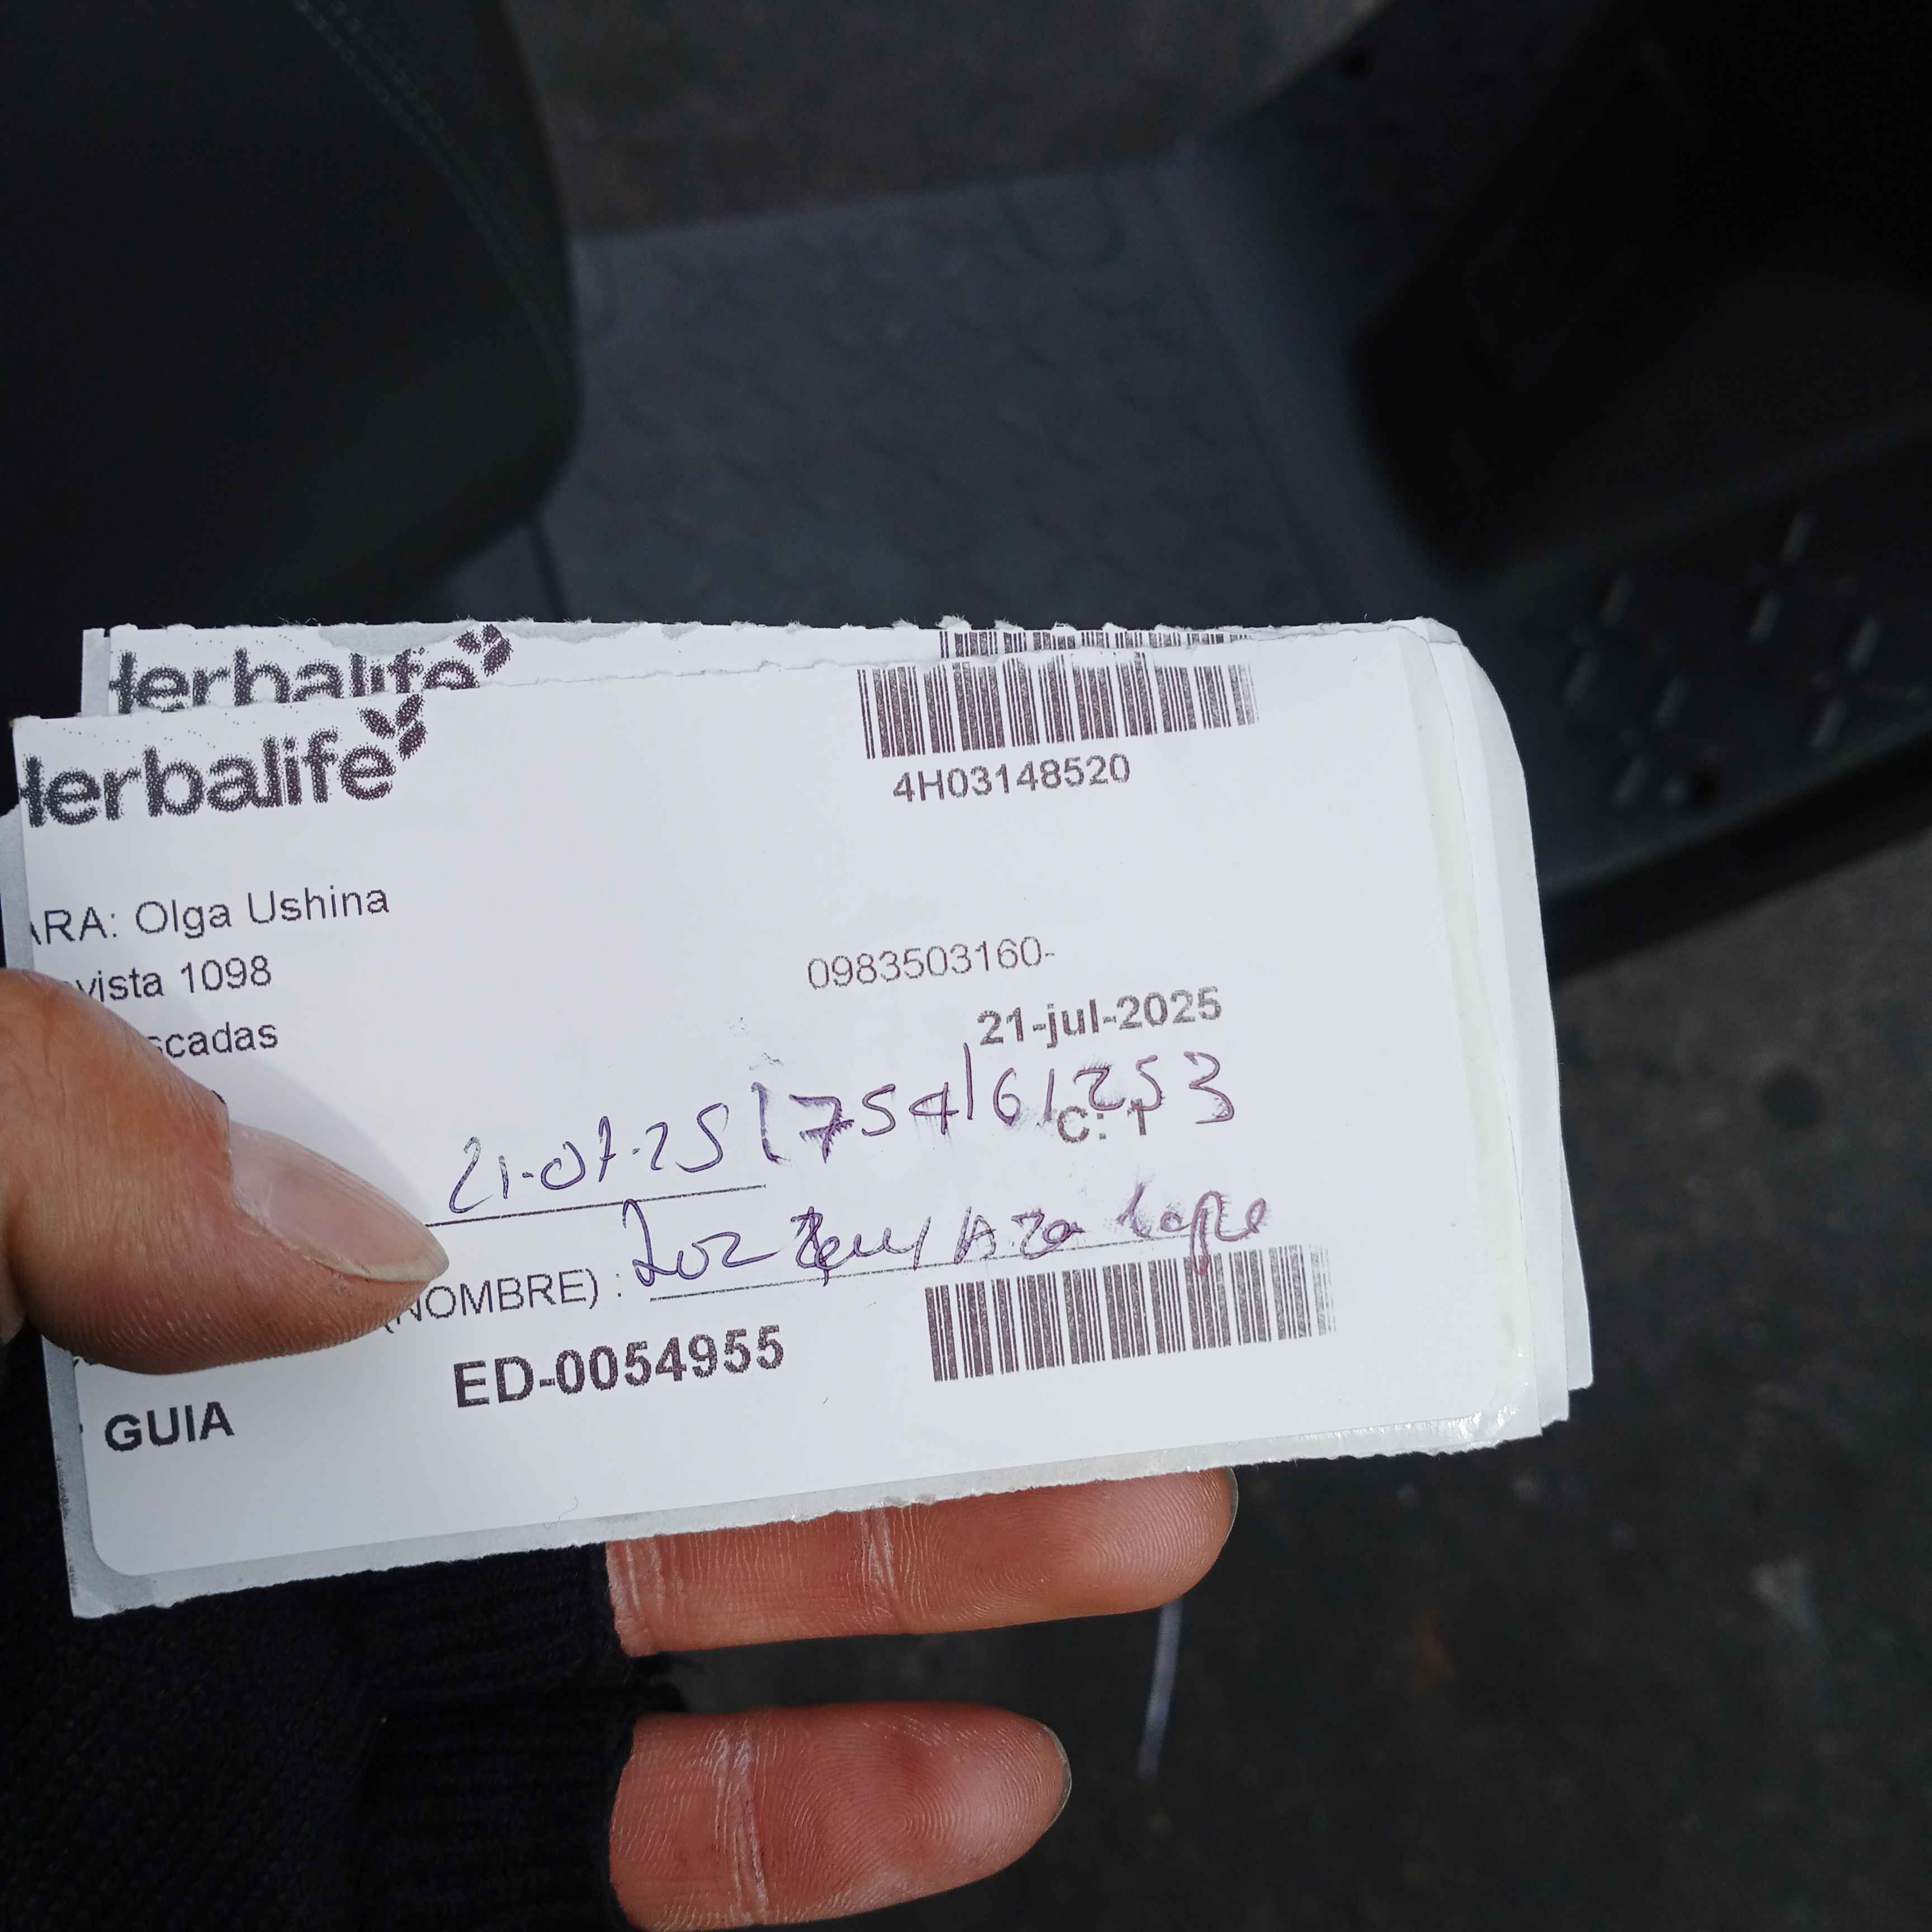 Herbalife
Herbalife
4H03148520
ARA: Olga Ushina
vista 1098
0983503160-
scadas
21-jul-2025
21-07-25 1754161253
C: 1
(NOMBRE) : Luz
ED-0054955
GUIA